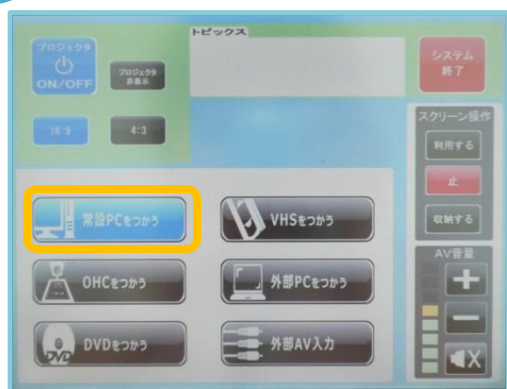 トピックス
プロジェクタ
ON/OFF
プロジェクタ
非表示
システム
終了
16:9
4:3
スクリーン操作
利用する
止
収納する
常設PCをつかう
VHSをつかう
OHCをつかう
外部PCをつかう
DVD
DVDをつかう
外部AV入力
AV音量